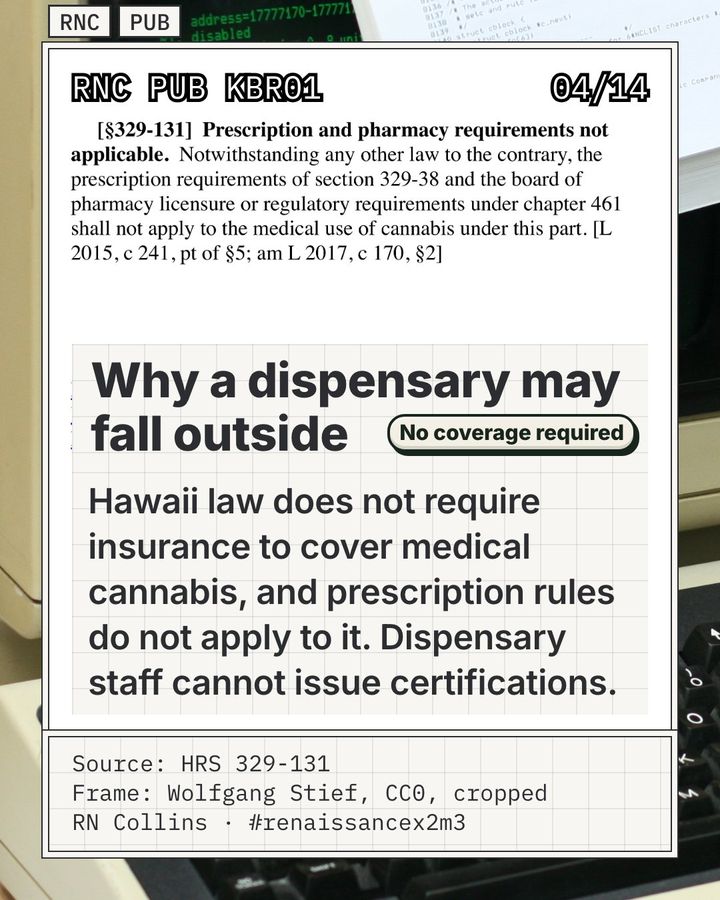 RNC PUB
address=17777170-177771
disabled
RNC PUB KBR01 04/14
[§329-131] Prescription and pharmacy requirements not
applicable. Notwithstanding any other law to the contrary, the
prescription requirements of section 329-38 and the board of
pharmacy licensure or regulatory requirements under chapter 461
shall not apply to the medical use of cannabis under this part. [L
2015, c 241, pt of §5; am L 2017, c 170, §2]
Why a dispensary may
fall outside No coverage required
Hawaii law does not require
insurance to cover medical
cannabis, and prescription rules
do not apply to it. Dispensary
staff cannot issue certifications.
Source: HRS 329-131
Frame: Wolfgang Stief, CC0, cropped
RN Collins · #renaissancex2m3